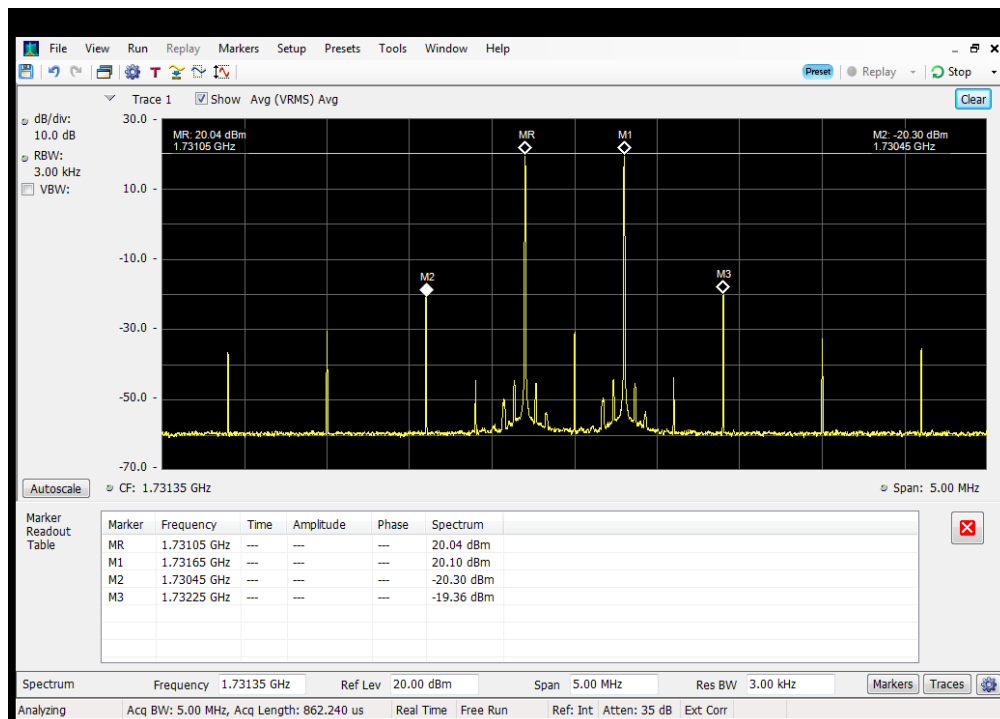 File View Run Replay Markers Setup Presets Tools Window Help
T Preset Replay Stop
Trace 1 Show Avg (VRMS) Avg Clear
dB/div:
10.0 dB
RBW:
3.00 kHz
VBW:
30.0 -
10.0 -
-10.0 -
-30.0 -
-50.0 -
-70.0 -
MR: 20.04 dBm
1.73105 GHz
MR
M1
M2: -20.30 dBm
1.73045 GHz
M2
M3
Autoscale CF: 1.73135 GHz Span: 5.00 MHz
Marker
Readout
Table
Marker Frequency Time Amplitude Phase Spectrum
MR 1.73105 GHz --- --- --- 20.04 dBm
M1 1.73165 GHz --- --- --- 20.10 dBm
M2 1.73045 GHz --- --- --- -20.30 dBm
M3 1.73225 GHz --- --- --- -19.36 dBm
Spectrum Frequency 1.73135 GHz Ref Lev 20.00 dBm Span 5.00 MHz Res BW 3.00 kHz Markers Traces
Analyzing Acq BW: 5.00 MHz, Acq Length: 862.240 us Real Time Free Run Ref: Int Atten: 35 dB Ext Corr